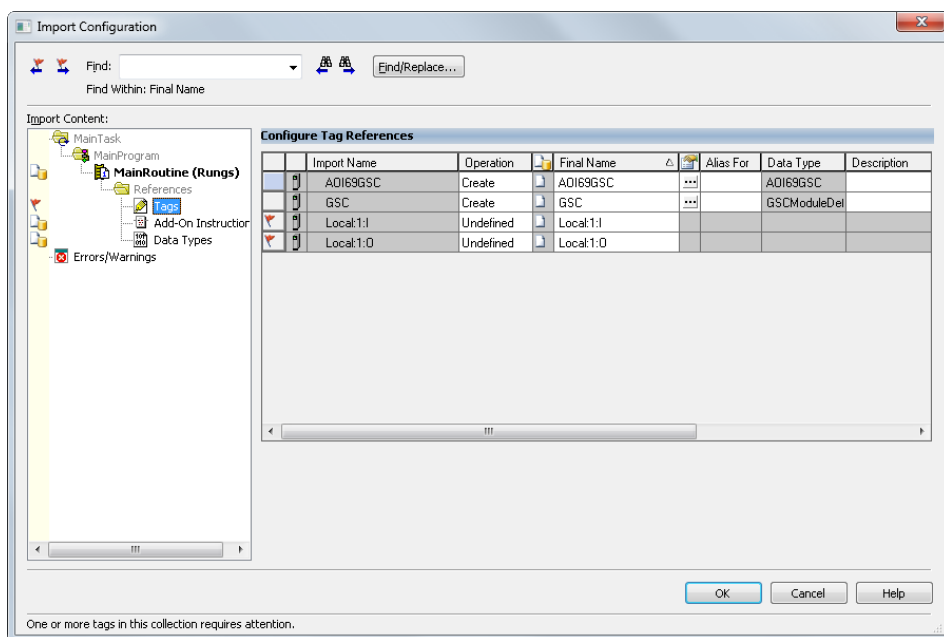 Import Configuration
Find:
Find/Replace...
Find Within: Final Name
Import Content:
MainTask
MainProgram
MainRoutine (Rungs)
References
Tags
Add-On Instruction
Data Types
Errors/Warnings
Configure Tag References
Import Name Operation Final Name Alias For Data Type Description
AOI69GSC Create AOI69GSC ... AOI69GSC
GSC Create GSC ... GSCModuleDel
Local:1:I Undefined Local:1:I
Local:1:O Undefined Local:1:O
OK Cancel Help
One or more tags in this collection requires attention.